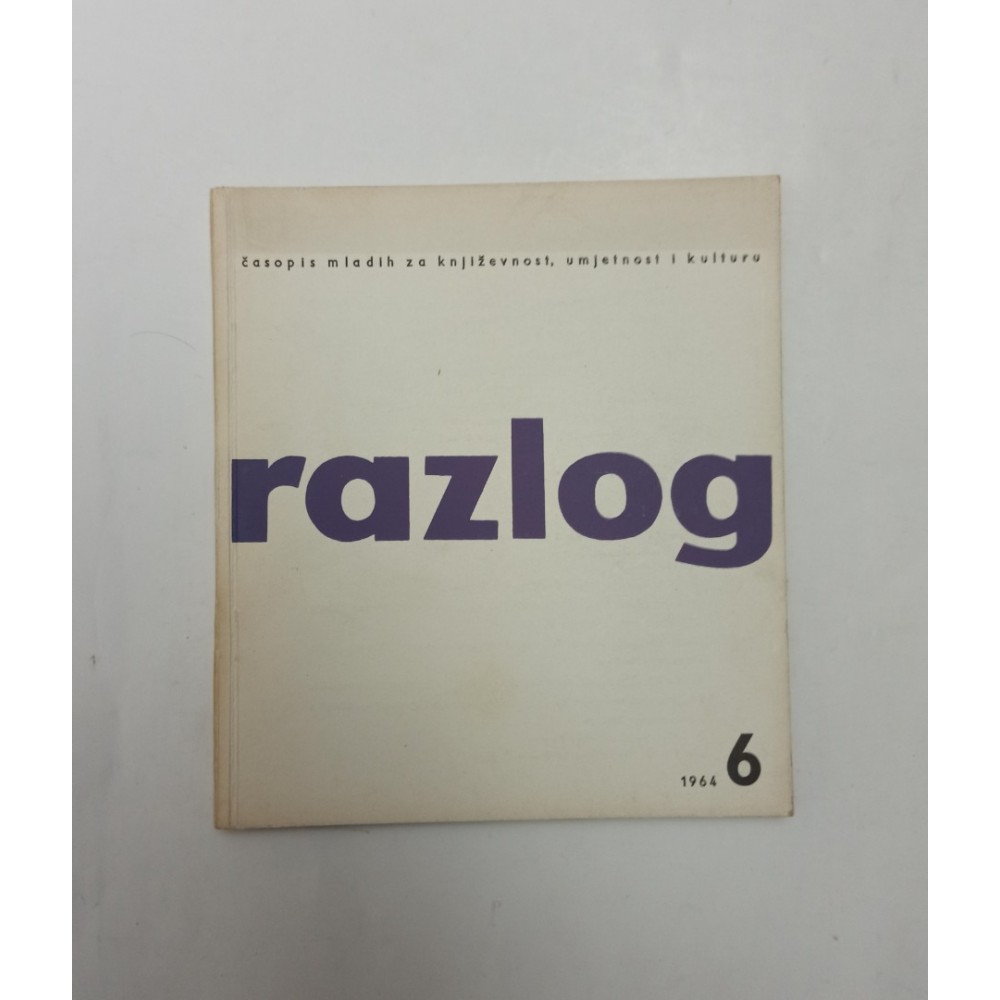 časopis mladih za književnost, umjetnost i kulturu
razlog
1964 6